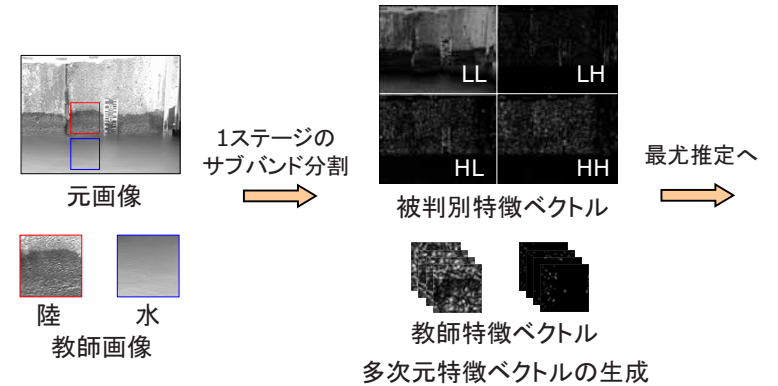 元画像
陸
水
教師画像
1ステージの
サブバンド分割
LL
LH
HL
HH
被判別特徴ベクトル
教師特徴ベクトル
多次元特徴ベクトルの生成
最尤推定へ